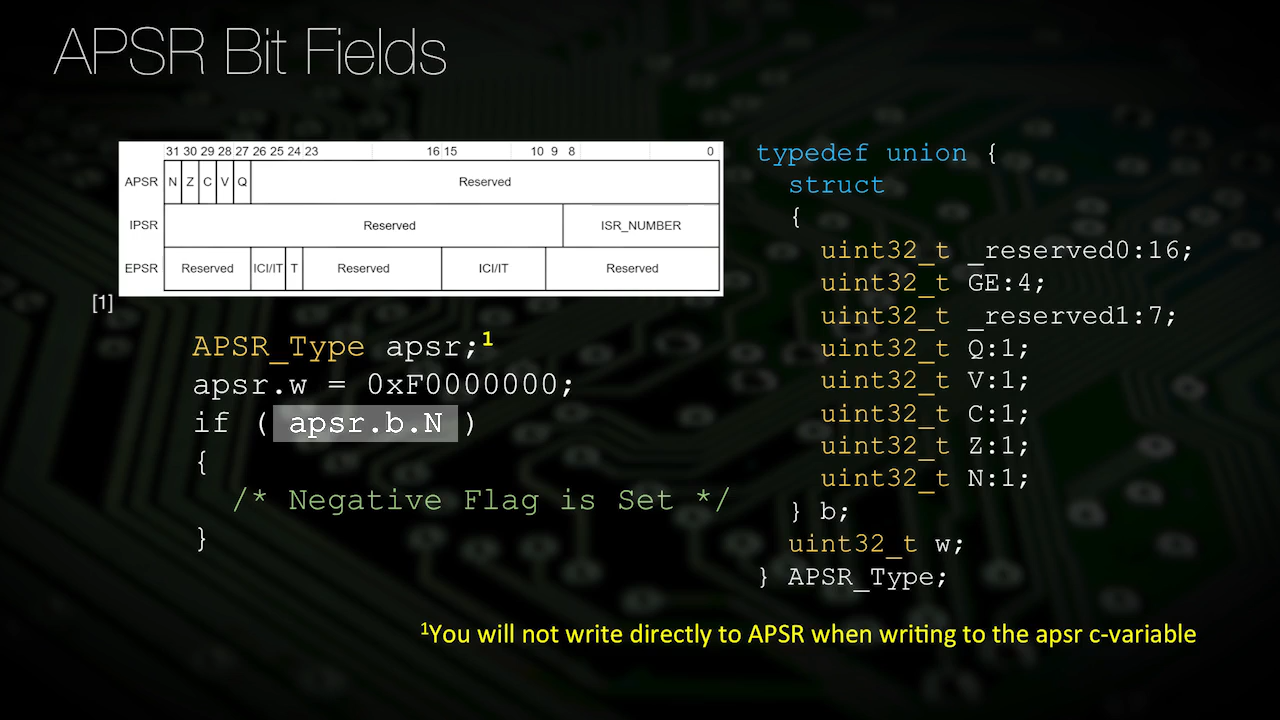 APSR Bit Fields
31 30 29 28 27 26 25 24 23 16 15 10 9 8 0
APSR N Z C V Q Reserved
IPSR Reserved ISR_NUMBER
EPSR Reserved ICI/IT T Reserved ICI/IT Reserved
[1]
APSR_Type apsr;1
apsr.w = 0xF0000000;
if ( apsr.b.N )
{
/* Negative Flag is Set */
}
typedef union {
struct
{
uint32_t _reserved0:16;
uint32_t GE:4;
uint32_t _reserved1:7;
uint32_t Q:1;
uint32_t V:1;
uint32_t C:1;
uint32_t Z:1;
uint32_t N:1;
} b;
uint32_t w;
} APSR_Type;
1You will not write directly to APSR when writing to the apsr c-variable